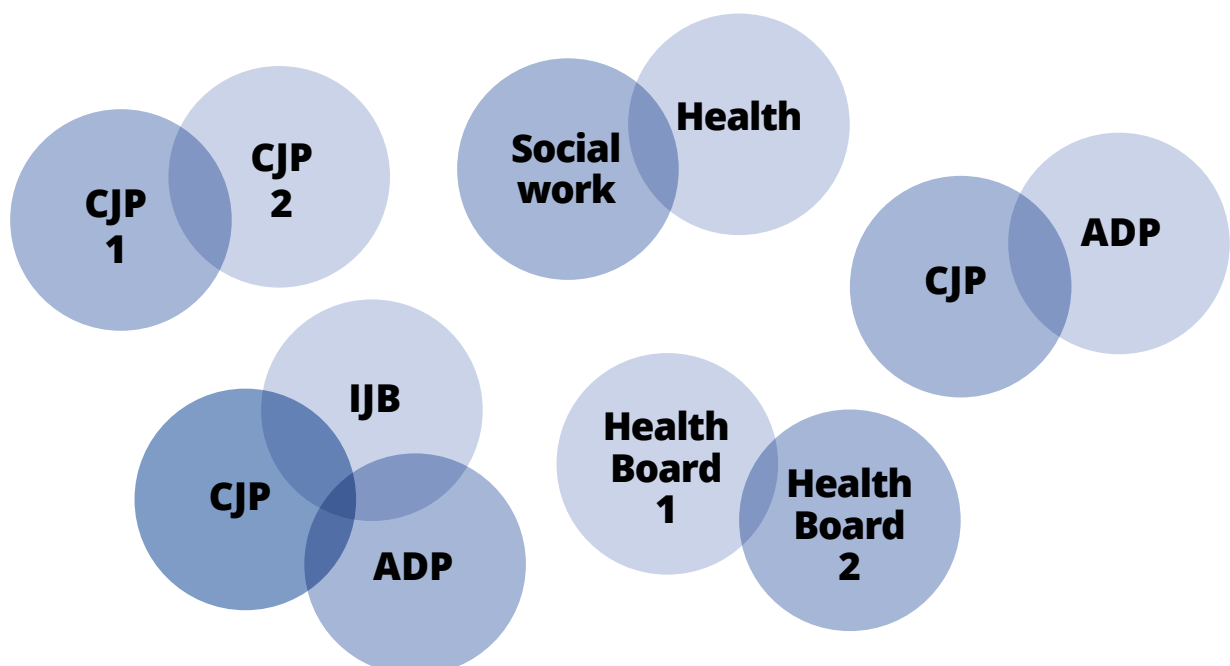 CJP
1
CJP
2
Social
work
Health
CJP
ADP
IJB
CJP
ADP
Health
Board
1
Health
Board
2